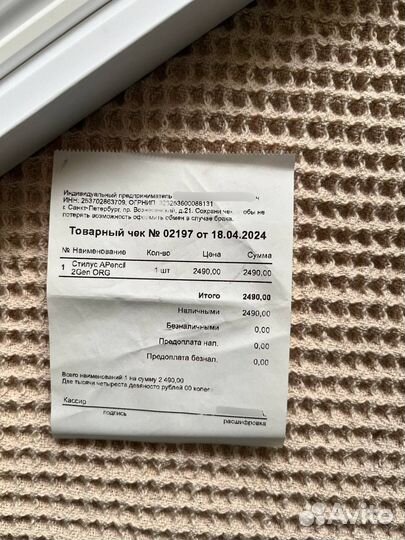 Индивидуальный предприниматель ч
ИНН: 253702863709, ОГРНИП:
г. Санкт-Петербург, пр. Вознесенский, д.21. Сохрани чек, обы не
потерять возможность оформить обмен в случае брака.
Товарный чек № 02197 от 18.04.2024
№ Наименование Кол-во Цена Сумма
1 Стилус APencil 2Gen ORG 1 шт 2490,00 2490,00
Итого 2490,00
Наличными 2490,00
Безналичными 0,00
Предоплата нал. 0,00
Предоплата безнал. 0,00
Всего наименований 1 на сумму 2 490,00
Две тысячи четыреста девяносто рублей 00 копеек
Кассир
подпись расшифровка
Avito